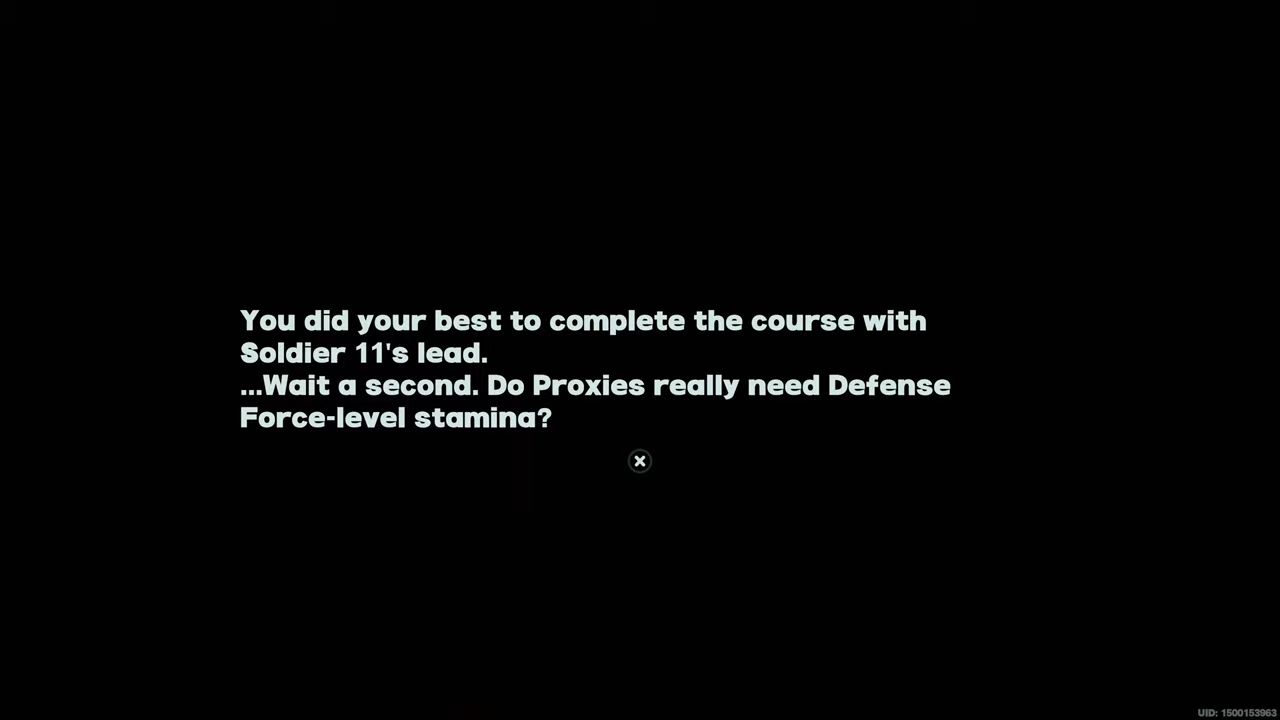 You did your best to complete the course with
Soldier 11's lead.
...Wait a second. Do Proxies really need Defense
Force-level stamina?
UID: 1500153963